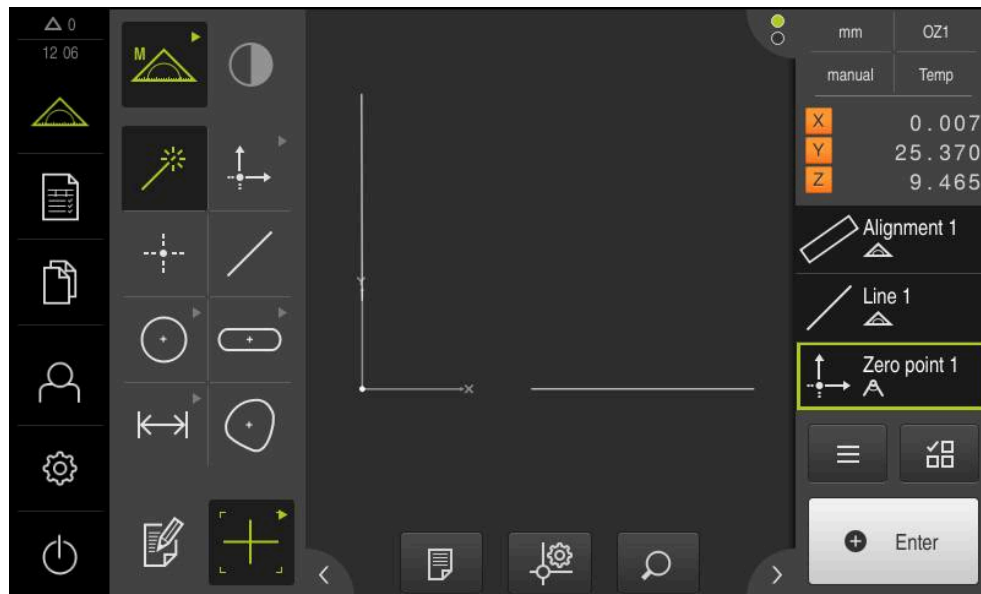 0
12 06
M
mm
OZ1
manual
Temp
X 0.007
Y 25.370
Z 9.465
Alignment 1
Line 1
Zero point 1
Y
X
Enter